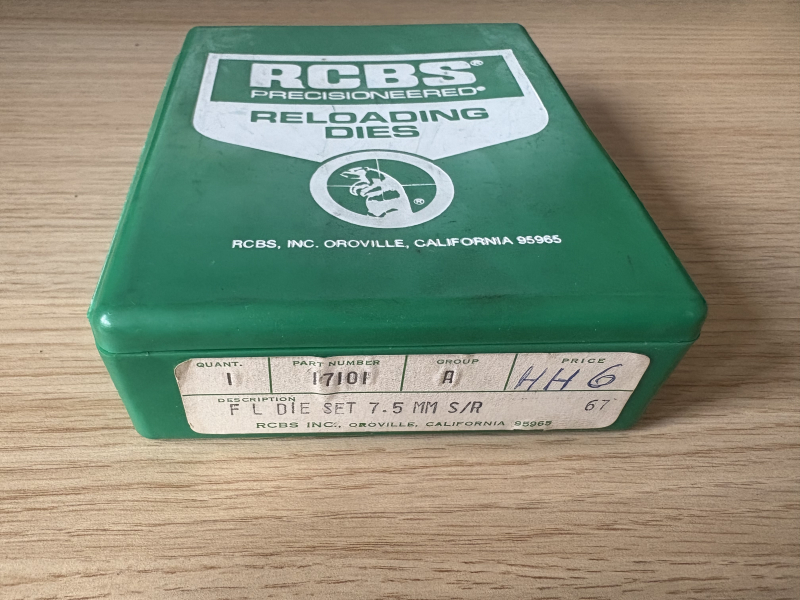 RCBS®
PRECISIONEERED®
RELOADING
DIES
®
RCBS, INC. OROVILLE, CALIFORNIA 95965
QUANT. PART NUMBER GROUP PRICE
1 17101 A HH6
DESCRIPTION
F L DIE SET 7.5 MM S/R 67
RCBS INC., OROVILLE, CALIFORNIA 95965